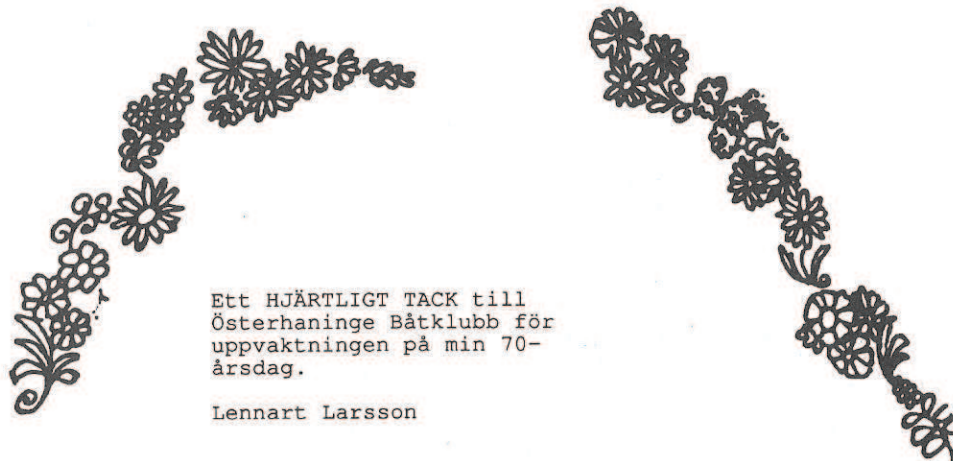 Ett HJÄRTLIGT TACK till
Österhaninge Båtklubb för
uppvaktningen på min 70-
årsdag.
Lennart Larsson